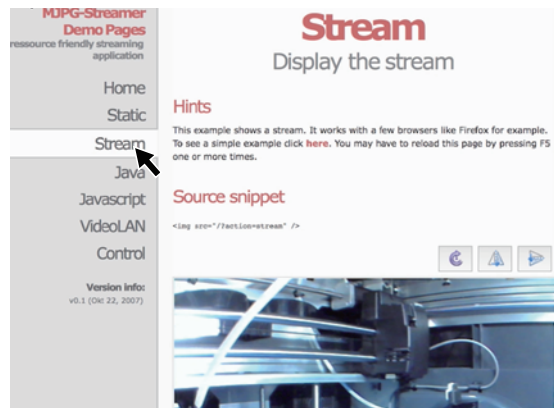 MJPG-Streamer
Demo Pages
ressource friendly streaming
application
Home
Static
Stream
Java
Javascript
VideoLAN
Control
Version info:
v0.1 (Okt 22, 2007)
Stream
Display the stream
Hints
This example shows a stream. It works with a few browsers like Firefox for example.
To see a simple example click here. You may have to reload this page by pressing F5
one or more times.
Source snippet
<img src="/?action=stream" />